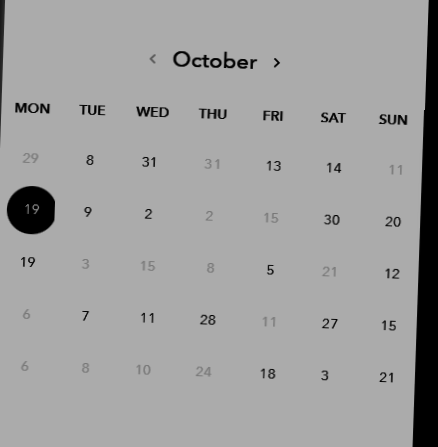 ‹ October ›
MON TUE WED THU FRI SAT SUN
29 8 31 31 13 14 11
19 9 2 2 15 30 20
19 3 15 8 5 21 12
6 7 11 28 11 27 15
6 8 10 24 18 3 21